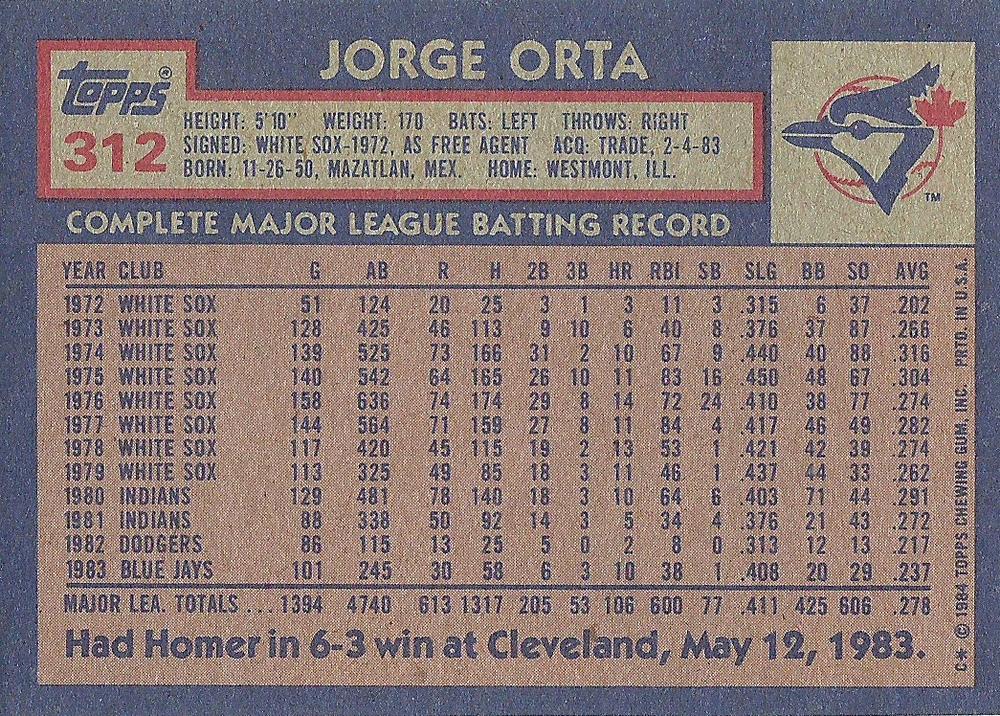 JORGE ORTA
Topps®
312
HEIGHT: 5'10" WEIGHT: 170 BATS: LEFT THROWS: RIGHT
SIGNED: WHITE SOX-1972, AS FREE AGENT ACQ: TRADE, 2-4-83
BORN: 11-26-50, MAZATLAN, MEX. HOME: WESTMONT, ILL.
TM
COMPLETE MAJOR LEAGUE BATTING RECORD
YEAR CLUB G AB R H 2B 3B HR RBI SB SLG BB SO AVG
1972 WHITE SOX 51 124 20 25 3 1 3 11 3 .315 6 37 .202
1973 WHITE SOX 128 425 46 113 9 10 6 40 8 .376 37 87 .266
1974 WHITE SOX 139 525 73 166 31 2 10 67 9 .440 40 88 .316
1975 WHITE SOX 140 542 64 165 26 10 11 83 16 .450 48 67 .304
1976 WHITE SOX 158 636 74 174 29 8 14 72 24 .410 38 77 .274
1977 WHITE SOX 144 564 71 159 27 8 11 84 4 .417 46 49 .282
1978 WHITE SOX 117 420 45 115 19 2 13 53 1 .421 42 39 .274
1979 WHITE SOX 113 325 49 85 18 3 11 46 1 .437 44 33 .262
1980 INDIANS 129 481 78 140 18 3 10 64 6 .403 71 44 .291
1981 INDIANS 88 338 50 92 14 3 5 34 4 .376 21 43 .272
1982 DODGERS 86 115 13 25 5 0 2 8 0 .313 12 13 .217
1983 BLUE JAYS 101 245 30 58 6 3 10 38 1 .408 20 29 .237
MAJOR LEA. TOTALS ... 1394 4740 613 1317 205 53 106 600 77 .411 425 606 .278
Had Homer in 6-3 win at Cleveland, May 12, 1983.
C* © 1984 TOPPS CHEWING GUM, INC. PRTD. IN U.S.A.